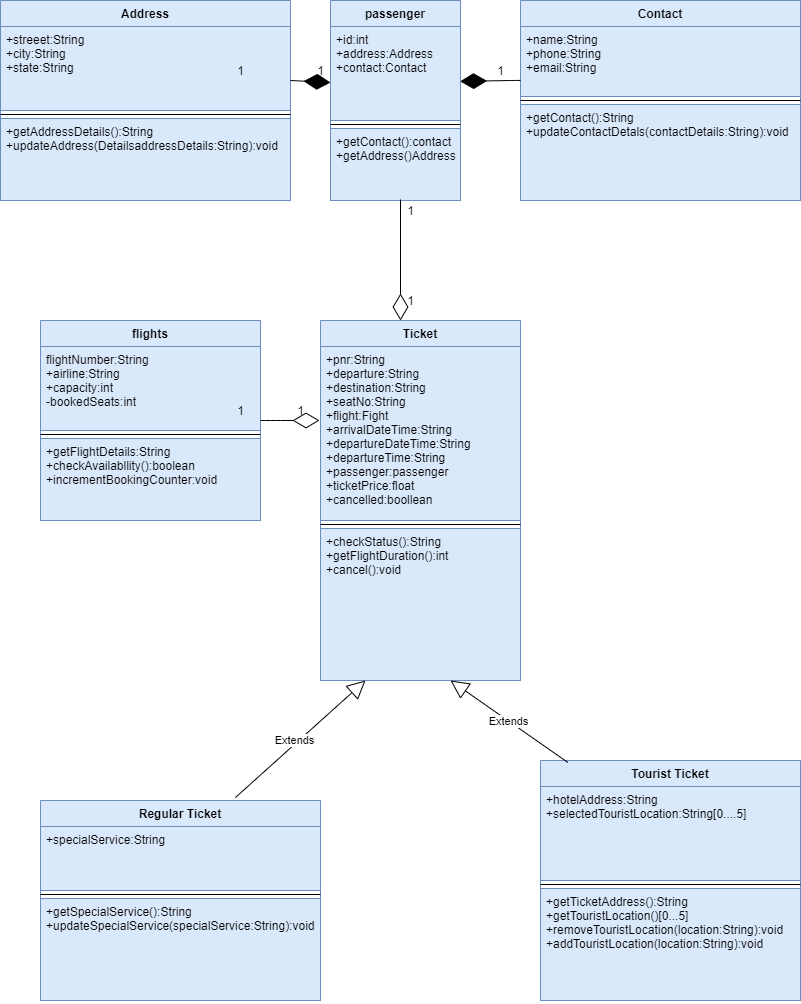 Address
+streeet:String
+city:String
+state:String
1
1
+getAddressDetails():String
+updateAddress(DetailsaddressDetails:String):void
passenger
+id:int
+address:Address
+contact:Contact
+getContact():contact
+getAddress()Address
Contact
+name:String
+phone:String
+email:String
1
+getContact():String
+updateContactDetals(contactDetails:String):void
1
1
flights
flightNumber:String
+airline:String
+capacity:int
-bookedSeats:int
1
1
+getFlightDetails:String
+checkAvailabllity():boolean
+incrementBookingCounter:void
Ticket
+pnr:String
+departure:String
+destination:String
+seatNo:String
+flight:Fight
+arrivalDateTime:String
+departureDateTime:String
+departureTime:String
+passenger:passenger
+ticketPrice:float
+cancelled:boollean
+checkStatus():String
+getFlightDuration():int
+cancel():void
Extends
Extends
Regular Ticket
+specialService:String
+getSpecialService():String
+updateSpecialService(specialService:String):void
Tourist Ticket
+hotelAddress:String
+selectedTouristLocation:String[0....5]
+getTicketAddress():String
+getTouristLocation()[0...5]
+removeTouristLocation(location:String):void
+addTouristLocation(location:String):void